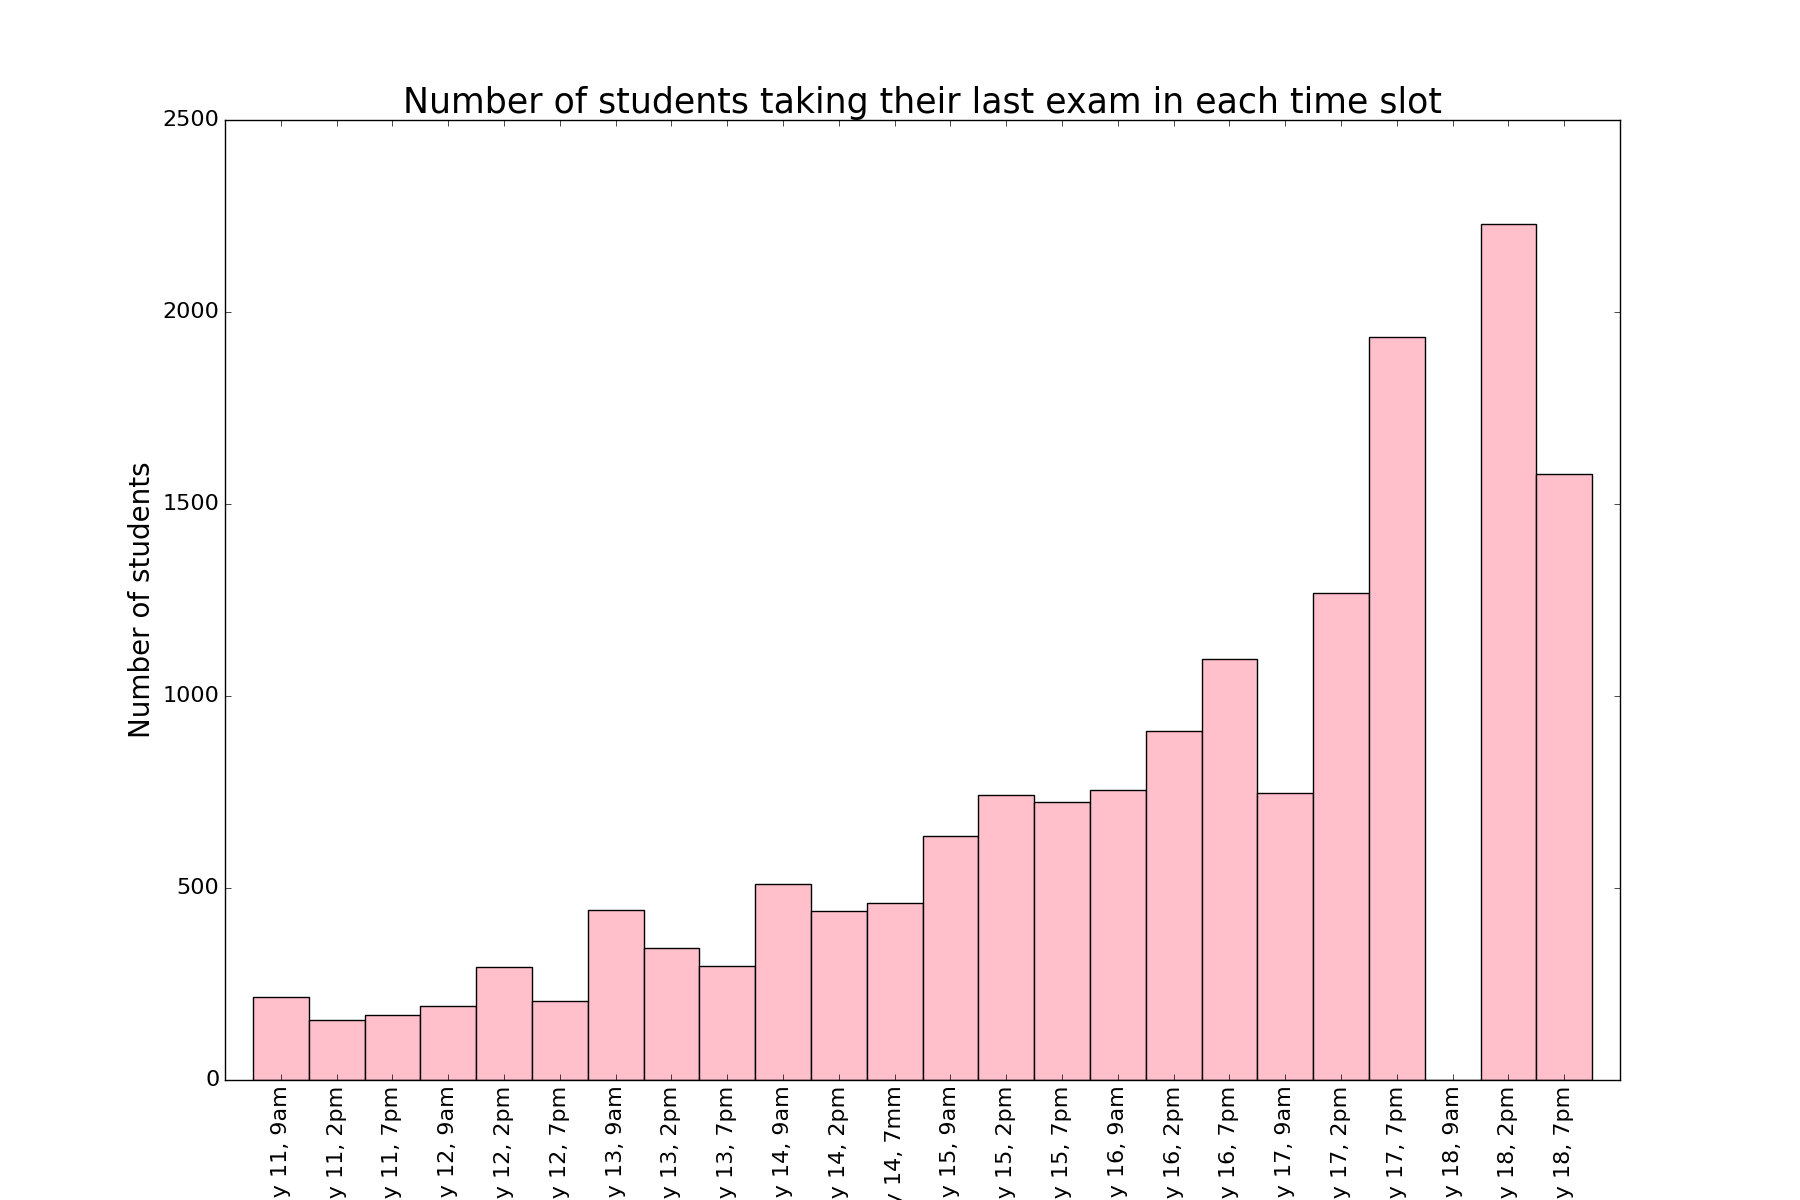 Number of students taking their last exam in each time slot
2500
2000
1500
1000
500
0
Number of students
y 11, 9am
y 11, 2pm
y 11, 7pm
y 12, 9am
y 12, 2pm
y 12, 7pm
y 13, 9am
y 13, 2pm
y 13, 7pm
y 14, 9am
y 14, 2pm
y 14, 7mm
y 15, 9am
y 15, 2pm
y 15, 7pm
y 16, 9am
y 16, 2pm
y 16, 7pm
y 17, 9am
y 17, 2pm
y 17, 7pm
y 18, 9am
y 18, 2pm
y 18, 7pm